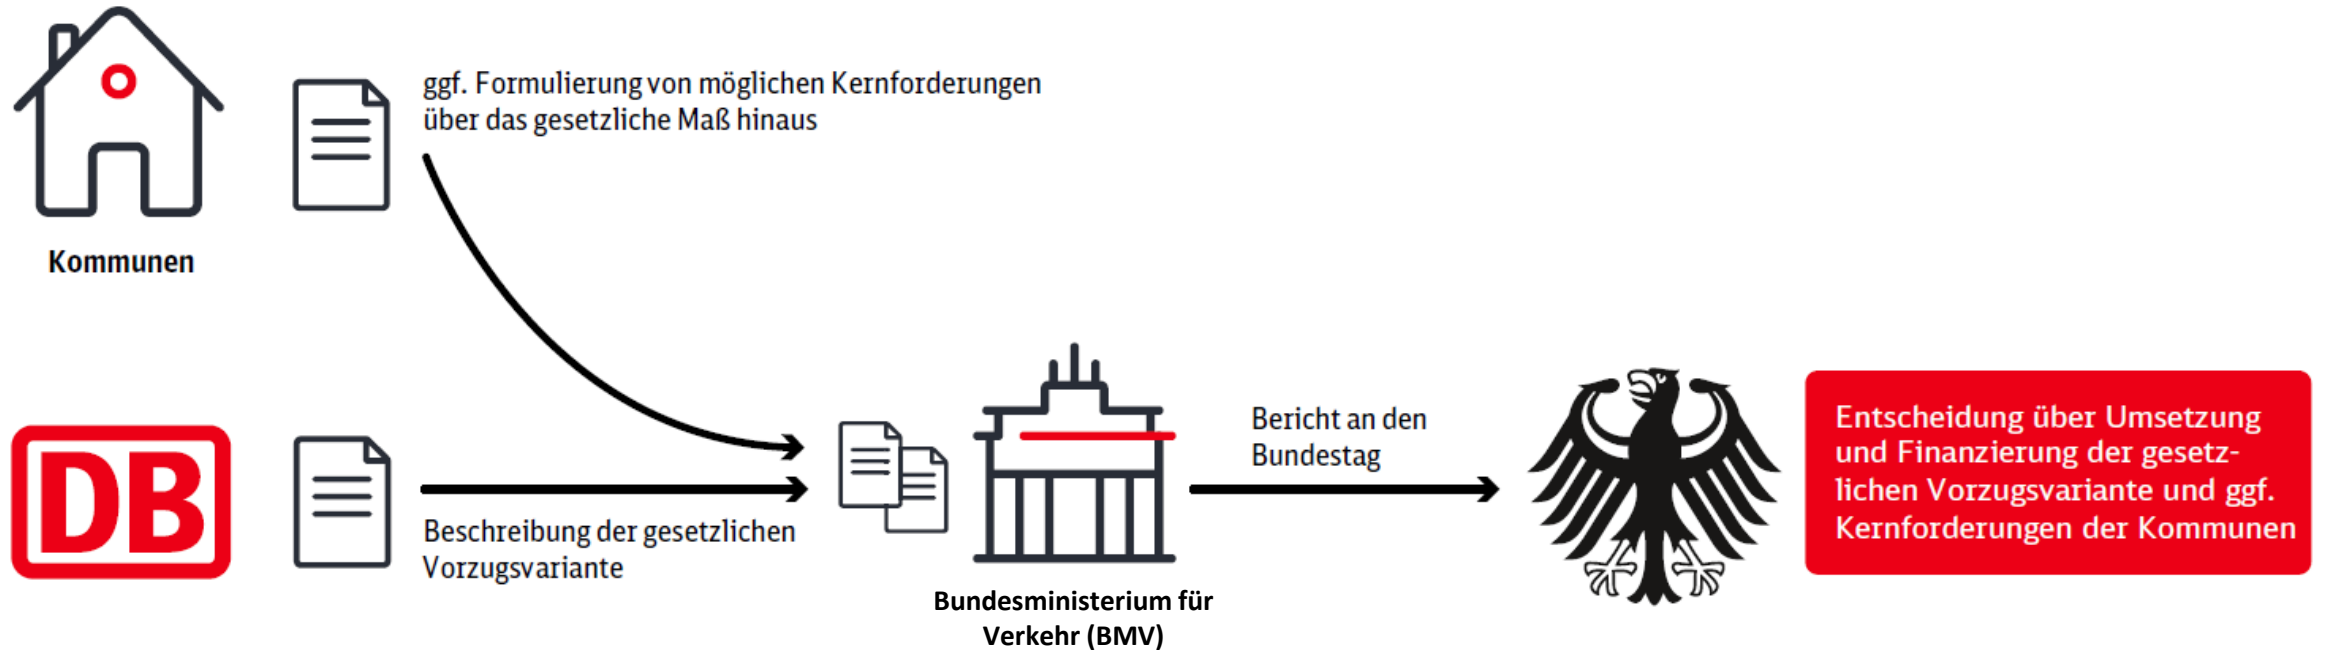 ggf. Formulierung von möglichen Kernforderungen
über das gesetzliche Maß hinaus
Kommunen
DB
Beschreibung der gesetzlichen
Vorzugsvariante
Bundesministerium für
Verkehr (BMV)
Bericht an den
Bundestag
Entscheidung über Umsetzung
und Finanzierung der gesetz-
lichen Vorzugsvariante und ggf.
Kernforderungen der Kommunen